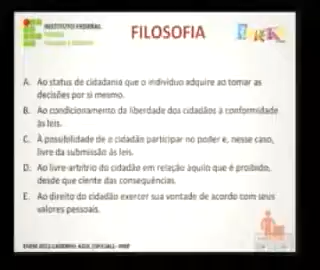 INSTITUTO FEDERAL
FILOSOFIA
A. Ao status de cidadania que o indivíduo adquire ao tomar as
decisões por si mesmo.
B. Ao condicionamento da liberdade dos cidadãos à conformidade
às leis.
C. À possibilidade de o cidadão participar no poder e, nesse caso,
livre da submissão às leis.
D. Ao livre-arbítrio do cidadão em relação àquilo que é proibido,
desde que ciente das consequências.
E. Ao direito do cidadão exercer sua vontade de acordo com seus
valores pessoais.